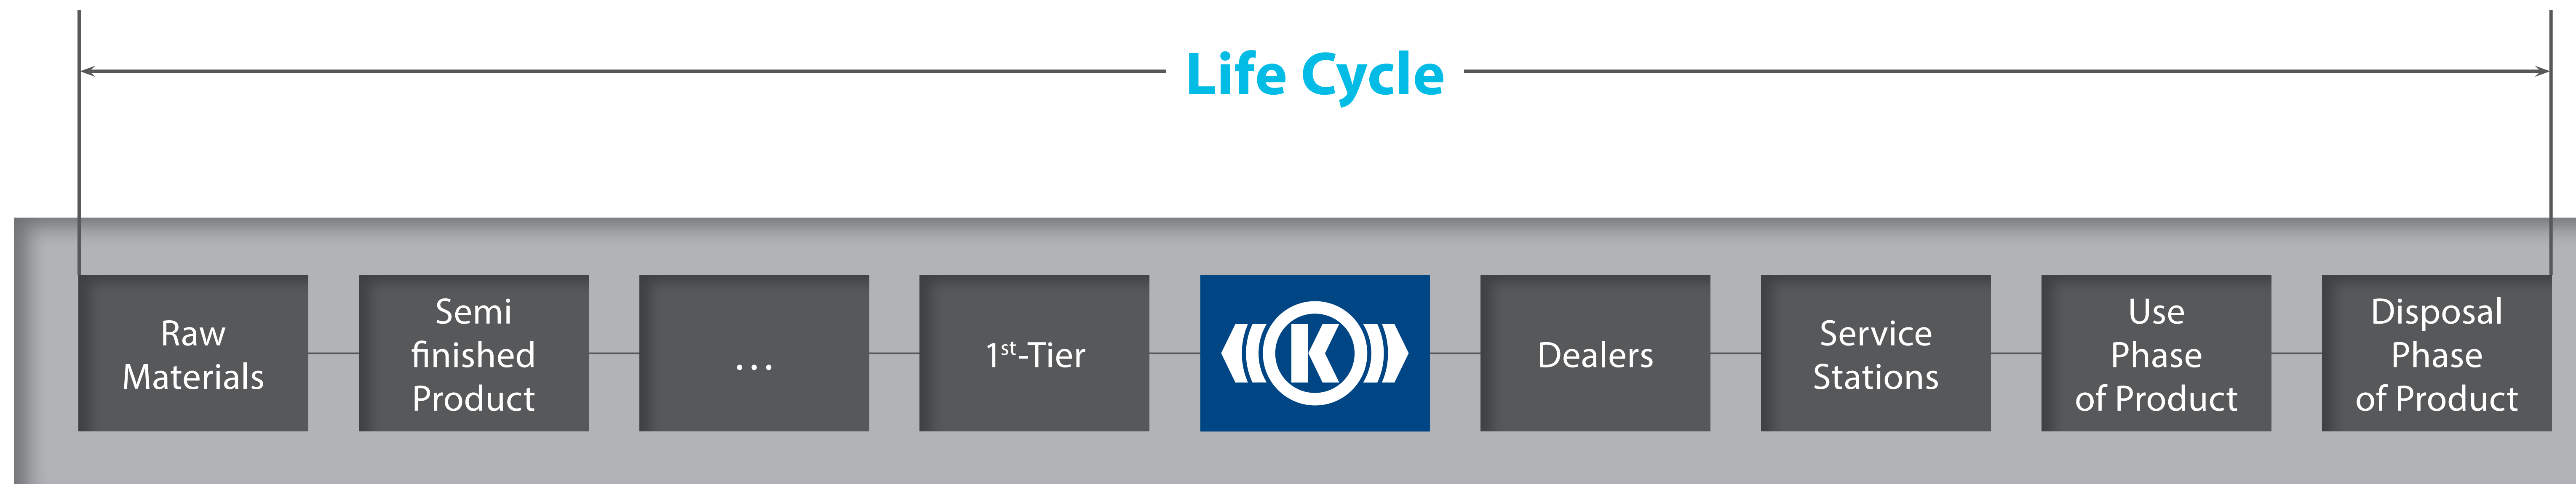 Life Cycle
Raw
Materials
Semi
finished
Product
...
1st-Tier
K
Dealers
Service
Stations
Use
Phase
of Product
Disposal
Phase
of Product